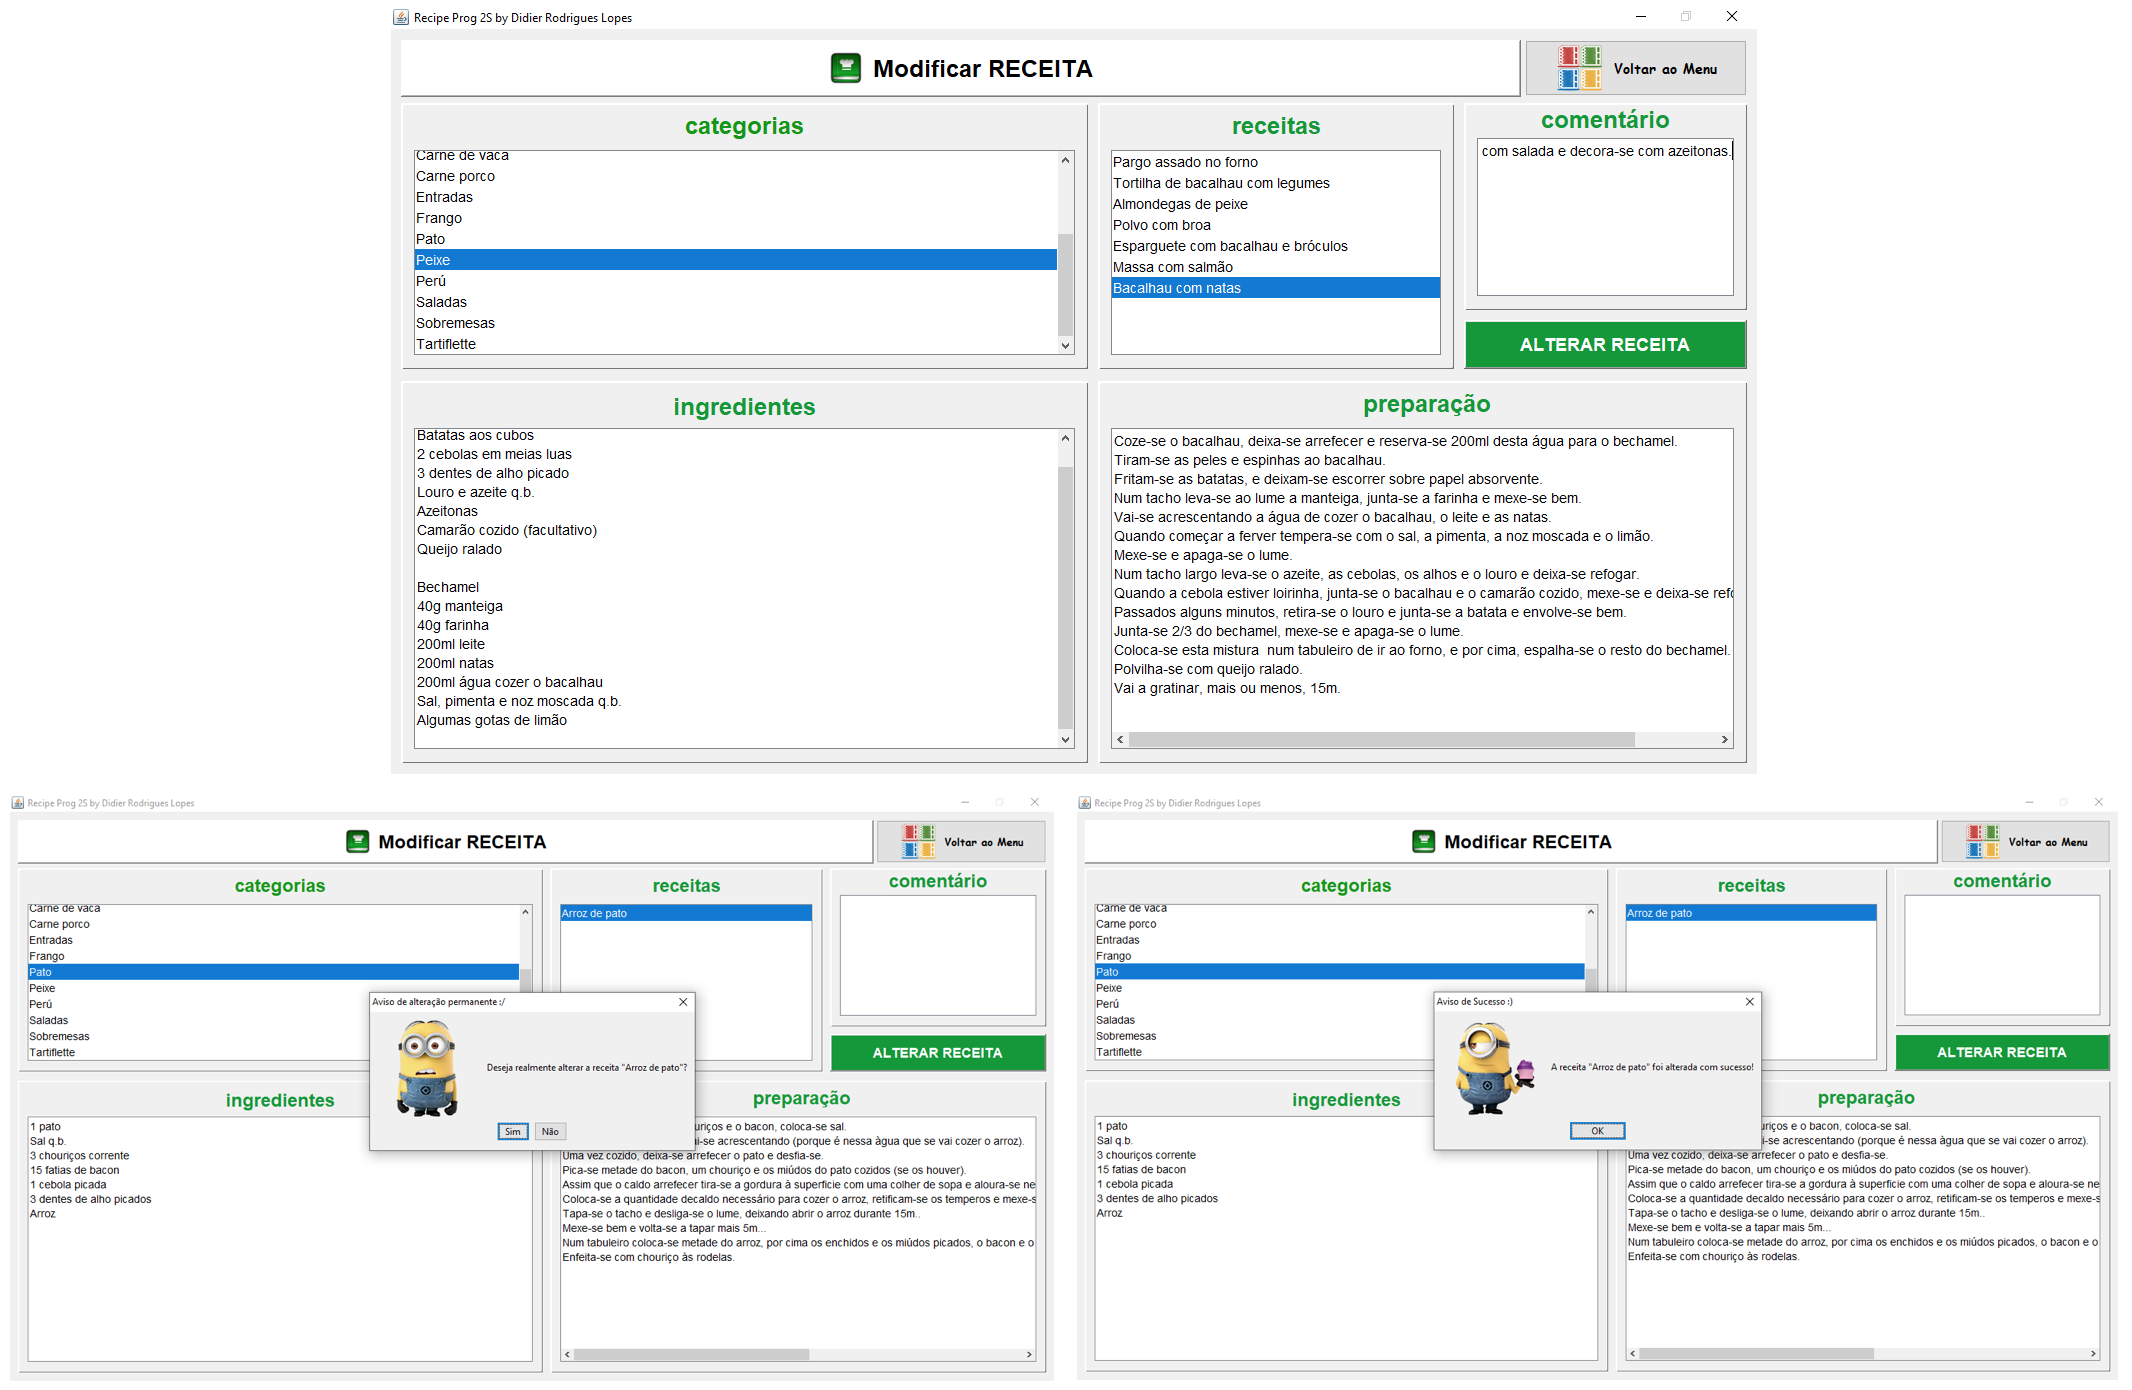 Recipe Prog 2S by Didier Rodrigues Lopes
Modificar RECEITA
Voltar ao Menu
categorias
Carne de vaca
Carne porco
Entradas
Frango
Pato
Peixe
Perú
Saladas
Sobremesas
Tartiflette
receitas
Pargo assado no forno
Tortilha de bacalhau com legumes
Almondegas de peixe
Polvo com broa
Esparguete com bacalhau e bróculos
Massa com salmão
Bacalhau com natas
comentário
com salada e decora-se com azeitonas.
ALTERAR RECEITA
ingredientes
Batatas aos cubos
2 cebolas em meias luas
3 dentes de alho picado
Louro e azeite q.b.
Azeitonas
Camarão cozido (facultativo)
Queijo ralado
Bechamel
40g manteiga
40g farinha
200ml leite
200ml natas
200ml água cozer o bacalhau
Sal, pimenta e noz moscada q.b.
Algumas gotas de limão
preparação
Coze-se o bacalhau, deixa-se arrefecer e reserva-se 200ml desta água para o bechamel.
Tiram-se as peles e espinhas ao bacalhau.
Fritam-se as batatas, e deixam-se escorrer sobre papel absorvente.
Num tacho leva-se ao lume a manteiga, junta-se a farinha e mexe-se bem.
Vai-se acrescentando a água de cozer o bacalhau, o leite e as natas.
Quando começar a ferver tempera-se com o sal, a pimenta, a noz moscada e o limão.
Mexe-se e apaga-se o lume.
Num tacho largo leva-se o azeite, as cebolas, os alhos e o louro e deixa-se refogar.
Quando a cebola estiver loirinha, junta-se o bacalhau e o camarão cozido, mexe-se e deixa-se
Passados alguns minutos, retira-se o louro e junta-se a batata e envolve-se bem.
Junta-se 2/3 do bechamel, mexe-se e apaga-se o lume.
Coloca-se esta mistura num tabuleiro de ir ao forno, e por cima, espalha-se o resto do bechamel.
Polvilha-se com queijo ralado.
Vai a gratinar, mais ou menos, 15m.
Recipe Prog 2S by Didier Rodrigues Lopes
Modificar RECEITA
Voltar ao Menu
categorias
Carne de vaca
Carne porco
Entradas
Frango
Pato
Peixe
Perú
Saladas
Sobremesas
Tartiflette
receitas
Arroz de pato
comentário
ALTERAR RECEITA
Aviso de alteração permanente :/
Deseja realmente alterar a receita "Arroz de pato"?
Sim
Não
ingredientes
1 pato
Sal q.b.
3 chouriços corrente
15 fatias de bacon
1 cebola picada
3 dentes de alho picados
Arroz
preparação
e o bacon, coloca-se sal.
acrescentando (porque é nessa àgua que se vai cozer o arroz).
Uma vez cozido, deixa-se arrefecer o pato e desfia-se.
Pica-se metade do bacon, um chouriço e os miúdos do pato cozidos (se os houver).
Assim que o caldo arrefecer tira-se a gordura à superficie com uma colher de sopa e aloura-se
Coloca-se a quantidade decaldo necessário para cozer o arroz, retificam-se os temperos e
Tapa-se o tacho e desliga-se o lume, deixando abrir o arroz durante 15m..
Mexe-se bem e volta-se a tapar mais 5m...
Num tabuleiro coloca-se metade do arroz, por cima os enchidos e os miúdos picados, o bacon e o
Enfeita-se com chouriço às rodelas.
Recipe Prog 2S by Didier Rodrigues Lopes
Modificar RECEITA
Voltar ao Menu
categorias
Carne de vaca
Carne porco
Entradas
Frango
Pato
Peixe
Perú
Saladas
Sobremesas
Tartiflette
receitas
Arroz de pato
comentário
ALTERAR RECEITA
Aviso de Sucesso :)
A receita "Arroz de pato" foi alterada com sucesso!
OK
ingredientes
1 pato
Sal q.b.
3 chouriços corrente
15 fatias de bacon
1 cebola picada
3 dentes de alho picados
Arroz
preparação
e o bacon, coloca-se sal.
acrescentando (porque é nessa àgua que se vai cozer o arroz).
Uma vez cozido, deixa-se arrefecer o pato e desfia-se.
Pica-se metade do bacon, um chouriço e os miúdos do pato cozidos (se os houver).
Assim que o caldo arrefecer tira-se a gordura à superficie com uma colher de sopa e aloura-se
Coloca-se a quantidade decaldo necessário para cozer o arroz, retificam-se os temperos e
Tapa-se o tacho e desliga-se o lume, deixando abrir o arroz durante 15m..
Mexe-se bem e volta-se a tapar mais 5m...
Num tabuleiro coloca-se metade do arroz, por cima os enchidos e os miúdos picados, o bacon e o
Enfeita-se com chouriço às rodelas.